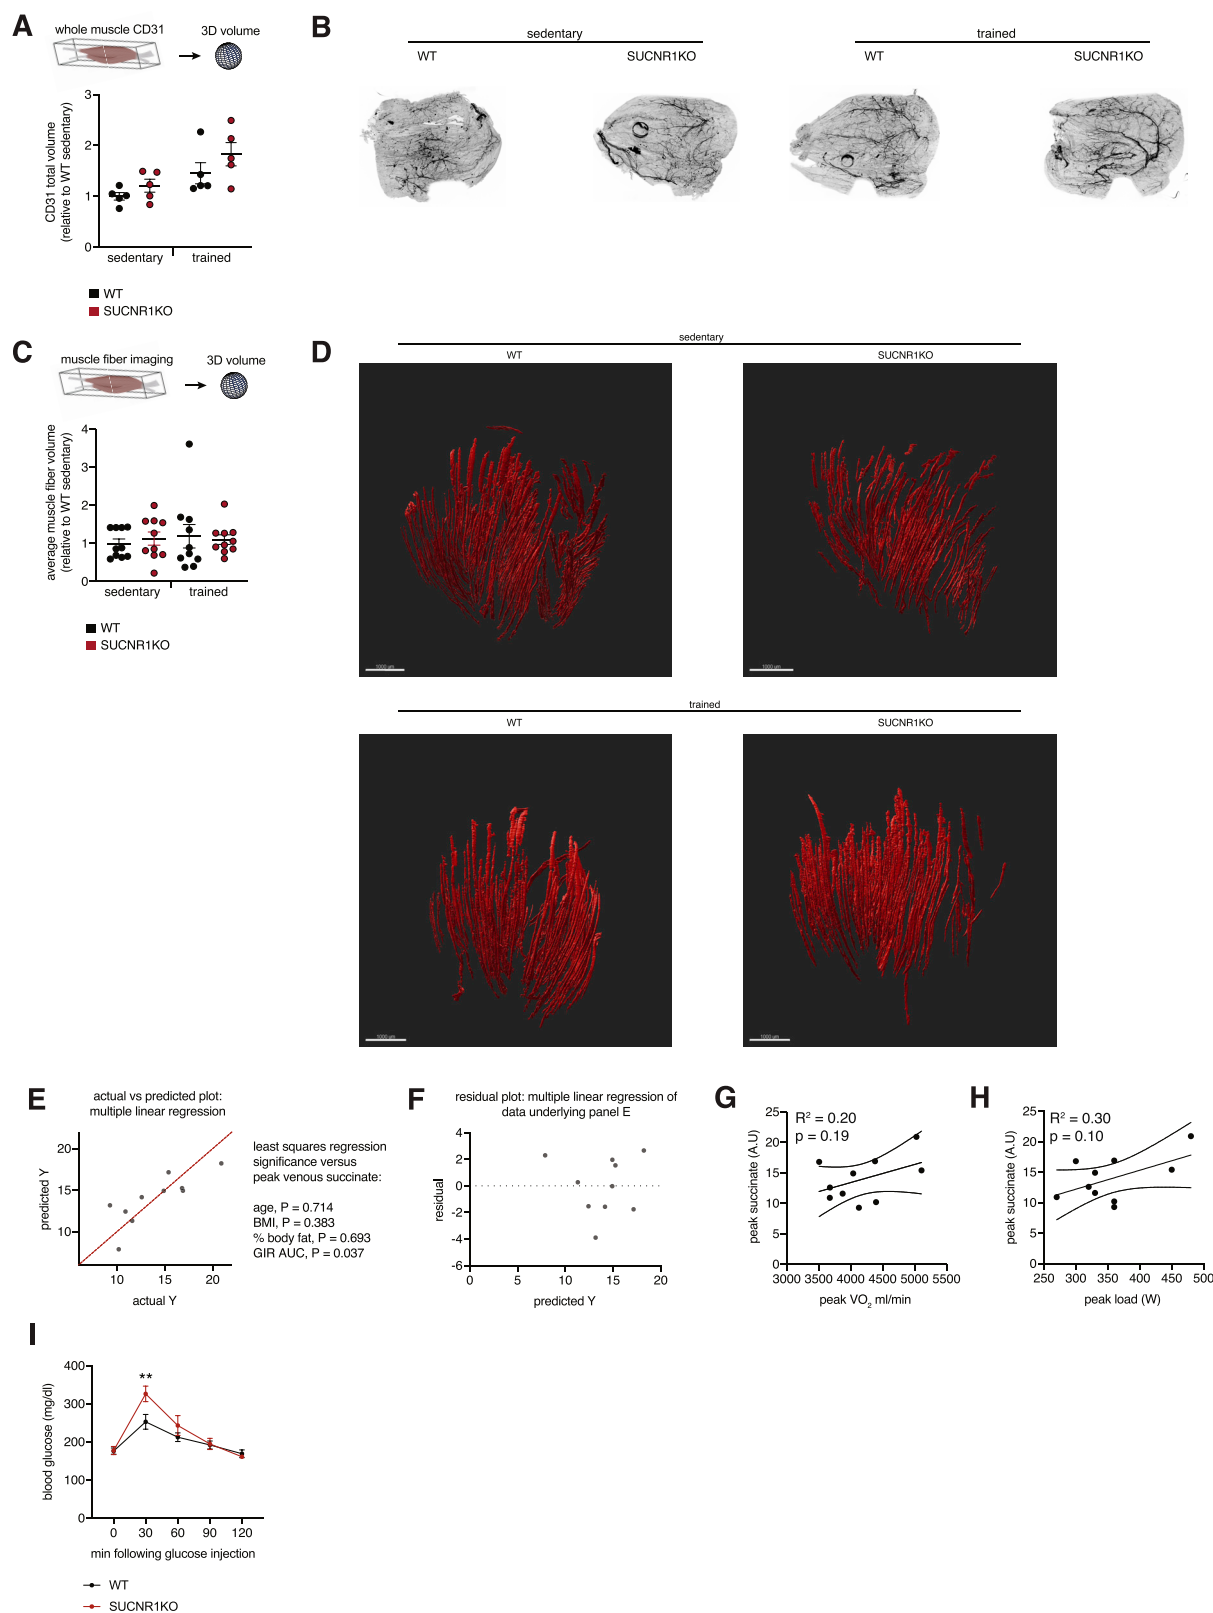 A
whole muscle CD31
3D volume
CD31 total volume
(relative to WT sedentary)
3
2
1
0
sedentary
trained
WT
SUCNR1KO
B
sedentary
trained
WT
SUCNR1KO
WT
SUCNR1KO
C
muscle fiber imaging
3D volume
average muscle fiber volume
(relative to WT sedentary)
4
3
2
1
0
sedentary
trained
WT
SUCNR1KO
D
sedentary
WT
SUCNR1KO
1000 µm
1000 µm
trained
WT
SUCNR1KO
1000 µm
1000 µm
E
actual vs predicted plot:
multiple linear regression
predicted Y
20
15
10
10
15
20
actual Y
least squares regression
significance versus
peak venous succinate:
age, P = 0.714
BMI, P = 0.383
% body fat, P = 0.693
GIR AUC, P = 0.037
F
residual plot: multiple linear regression of
data underlying panel E
residual
4
2
0
-2
-4
-6
0
5
10
15
20
predicted Y
G
R² = 0.20
p = 0.19
peak succinate (A.U)
25
20
15
10
5
0
3000
3500
4000
4500
5000
5500
peak VO₂ ml/min
H
R² = 0.30
p = 0.10
peak succinate (A.U)
25
20
15
10
5
0
250
300
350
400
450
500
peak load (W)
I
**
blood glucose (mg/dl)
400
300
200
100
0
0
30
60
90
120
min following glucose injection
WT
SUCNR1KO